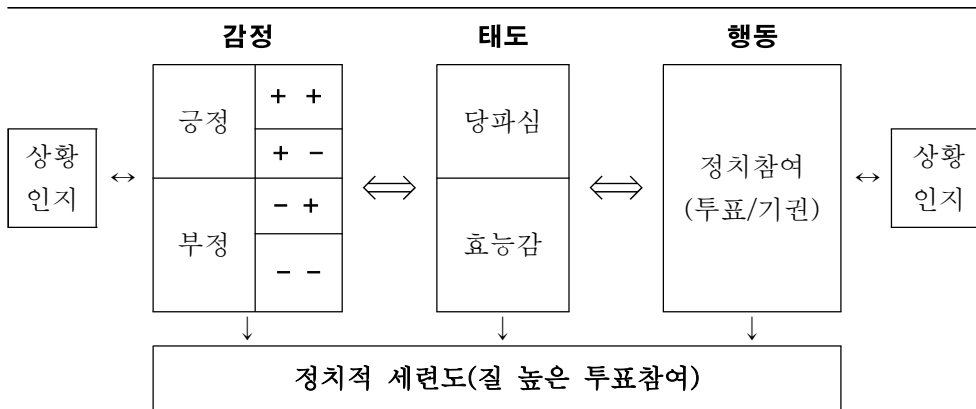 감정 태도 행동
상황
인지
↔
긍정
+ +
+ -
부정
- +
- -
⇔
당파심
효능감
⇔
정치참여
(투표/기권)
↔
상황
인지
↓ ↓ ↓
정치적 세련도(질 높은 투표참여)